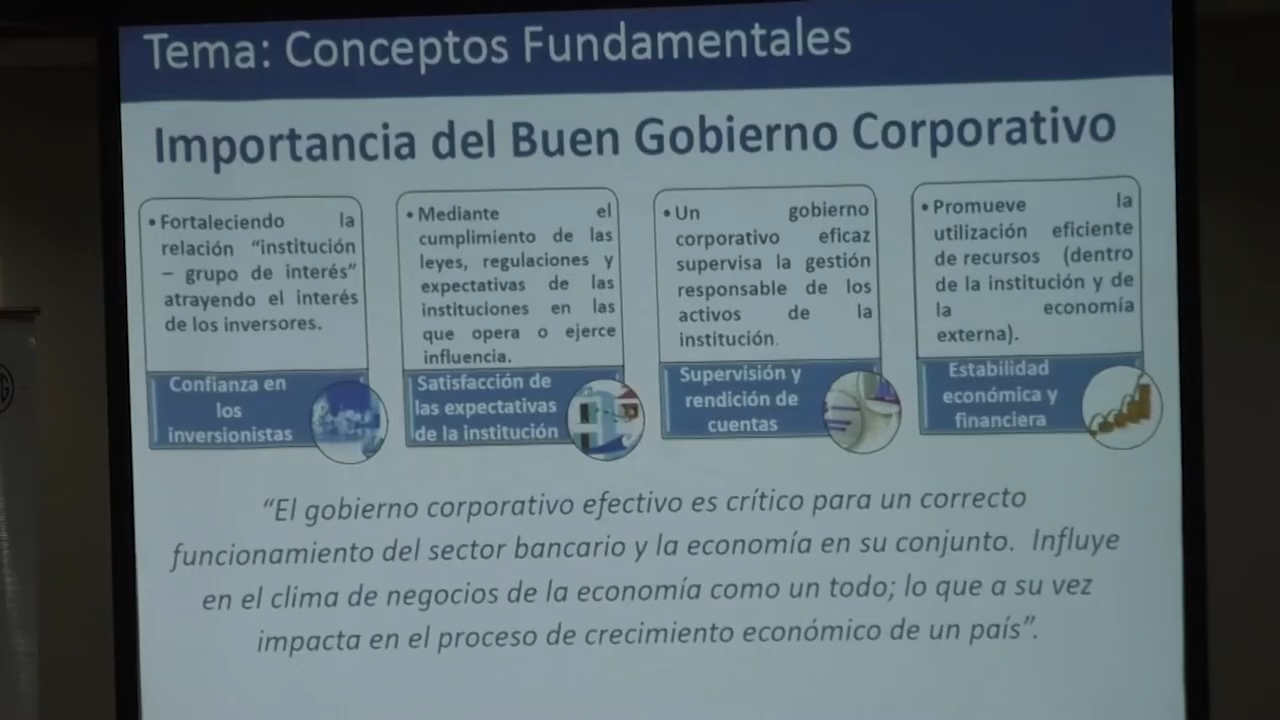 Tema: Conceptos Fundamentales
Importancia del Buen Gobierno Corporativo
• Fortaleciendo la
relación “institución
– grupo de interés”
atrayendo el interés
de los inversores.
Confianza en
los
inversionistas
• Mediante el
cumplimiento de las
leyes, regulaciones y
expectativas de las
instituciones en las
que opera o ejerce
influencia.
Satisfacción de
las expectativas
de la institución
• Un gobierno
corporativo eficaz
supervisa la gestión
responsable de los
activos de la
institución.
Supervisión y
rendición de
cuentas
• Promueve la
utilización eficiente
de recursos (dentro
de la institución y de
la economía
externa).
Estabilidad
económica y
financiera
“El gobierno corporativo efectivo es crítico para un correcto
funcionamiento del sector bancario y la economía en su conjunto. Influye
en el clima de negocios de la economía como un todo; lo que a su vez
impacta en el proceso de crecimiento económico de un país”.